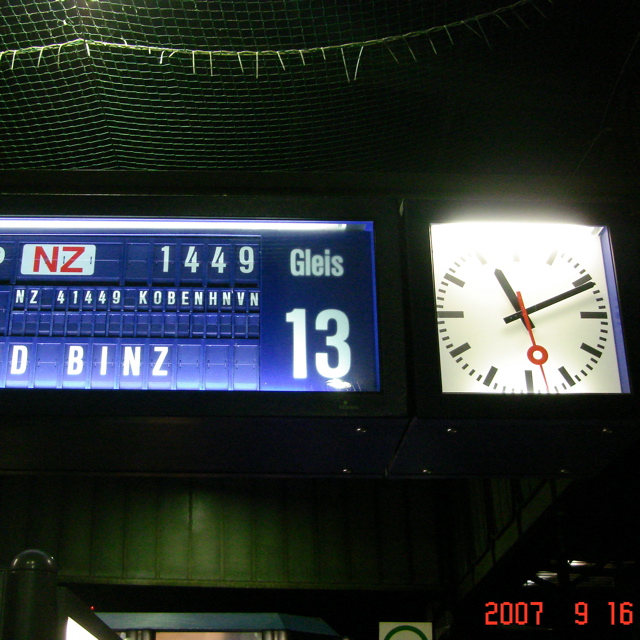 NZ 1449 Gleis
NZ 41449 KOBENHNVN
13
D BINZ
2007 9 16